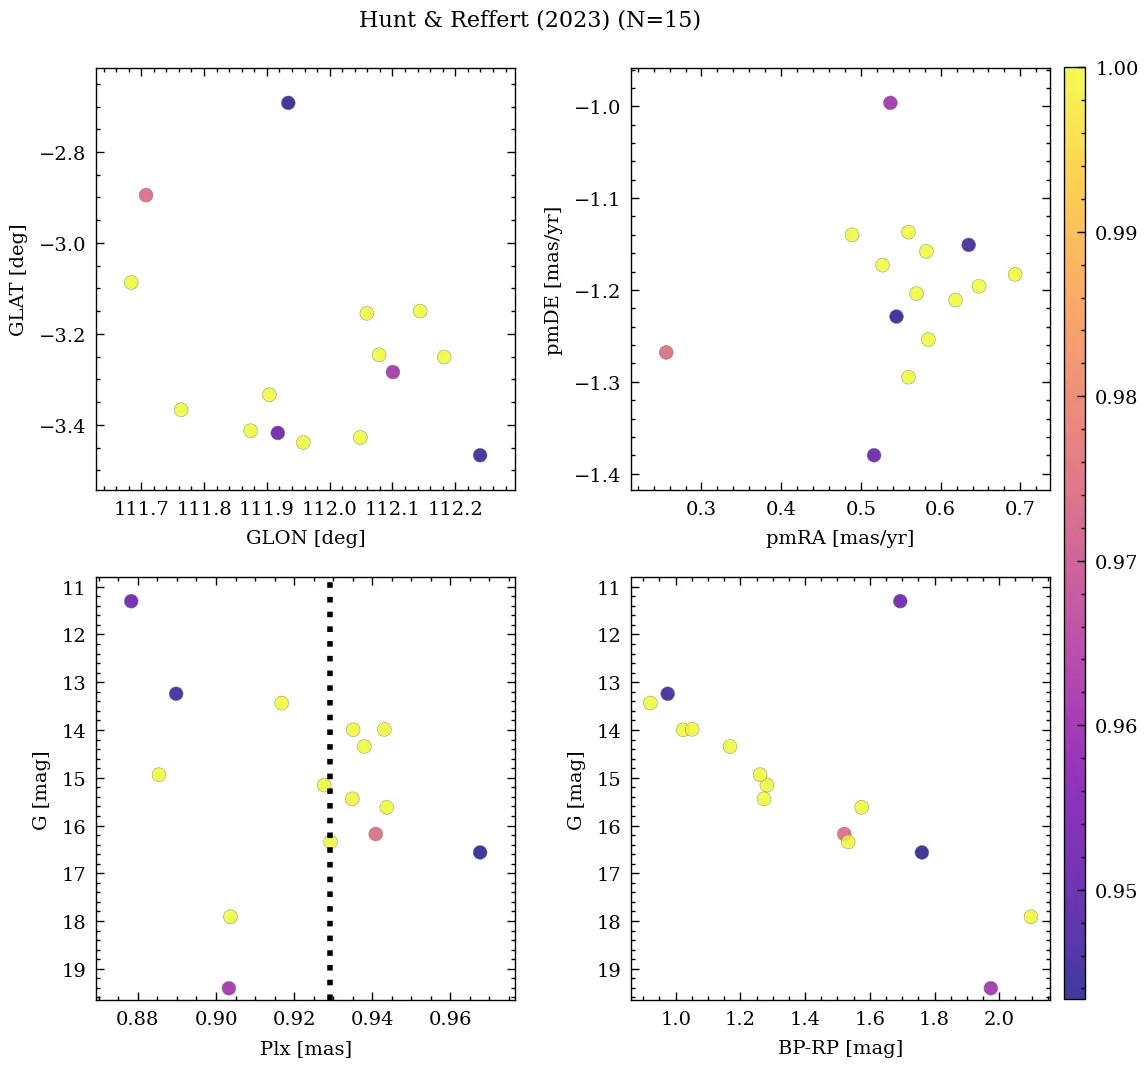 Hunt & Reffert (2023) (N=15)
GLAT [deg]
−2.8
−3.0
−3.2
−3.4
111.7 111.8 111.9 112.0 112.1 112.2
GLON [deg]
pmDE [mas/yr]
−1.0
−1.1
−1.2
−1.3
−1.4
0.3 0.4 0.5 0.6 0.7
pmRA [mas/yr]
G [mag]
11
12
13
14
15
16
17
18
19
0.88 0.90 0.92 0.94 0.96
Plx [mas]
G [mag]
11
12
13
14
15
16
17
18
19
1.0 1.2 1.4 1.6 1.8 2.0
BP-RP [mag]
1.00
0.99
0.98
0.97
0.96
0.95